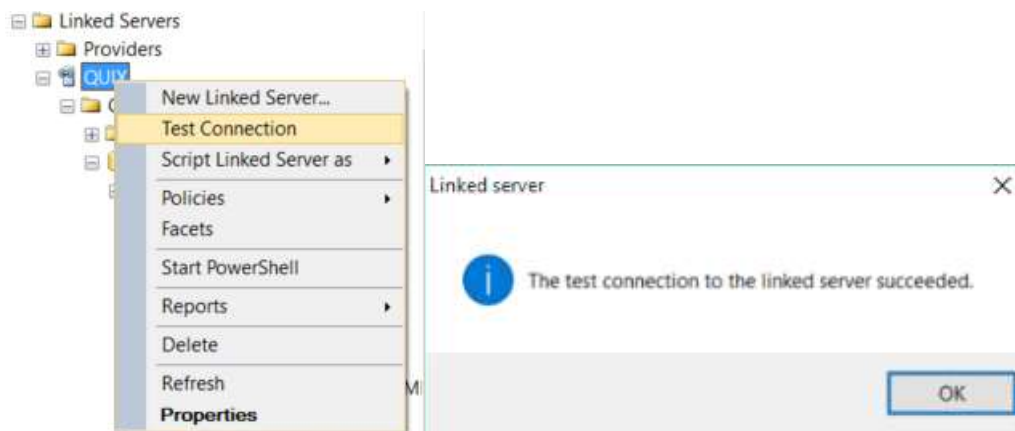 Linked Servers
Providers
QUIX
New Linked Server...
Test Connection
Script Linked Server as
Policies
Facets
Start PowerShell
Reports
Delete
Refresh
Properties
Linked server
The test connection to the linked server succeeded.
OK